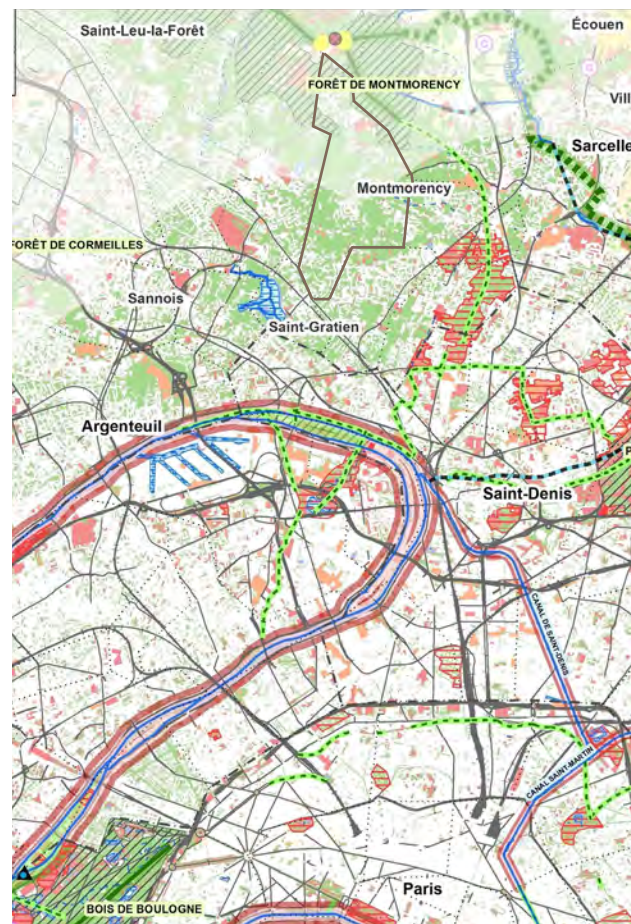 Saint-Leu-la-Forêt
Écouen
G
G
FORÊT DE MONTMORENCY
Vill
Sarcelle
Montmorency
FORÊT DE CORMEILLES
Sannois
Saint-Gratien
Argenteuil
P
Saint-Denis
CANAL DE SAINT-DENIS
CANAL SAINT-MARTIN
Paris
BOIS DE BOULOGNE